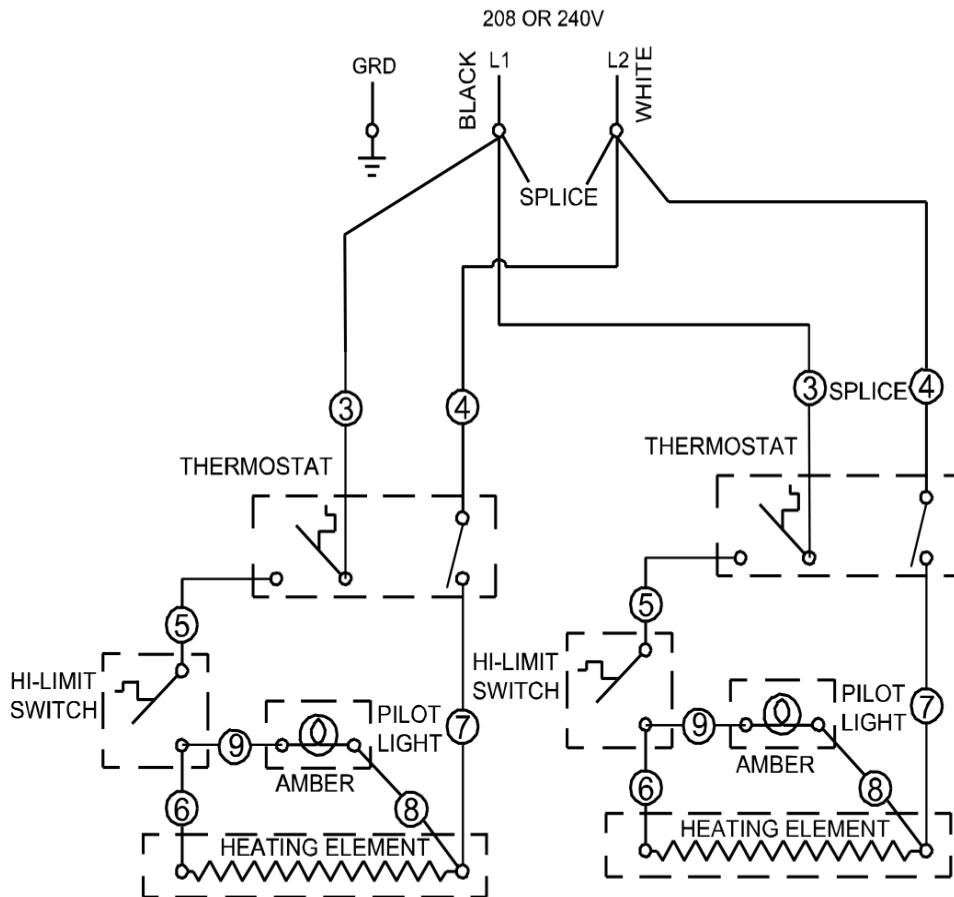 208 OR 240V
GRD
BLACK
L1
L2
WHITE
SPLICE
3
4
3
SPLICE
4
THERMOSTAT
THERMOSTAT
5
5
HI-LIMIT
SWITCH
HI-LIMIT
SWITCH
9
PILOT
LIGHT
7
AMBER
9
PILOT
LIGHT
7
AMBER
6
8
6
8
HEATING ELEMENT
HEATING ELEMENT